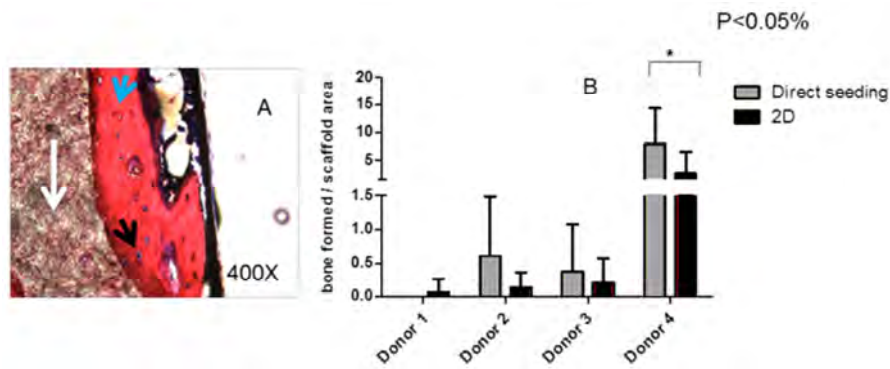 P<0.05%
A
400X
B
*
Direct seeding
2D
bone formed / scaffold area
20
15
10
5
1.5
1.0
0.5
0.0
Donor 1
Donor 2
Donor 3
Donor 4